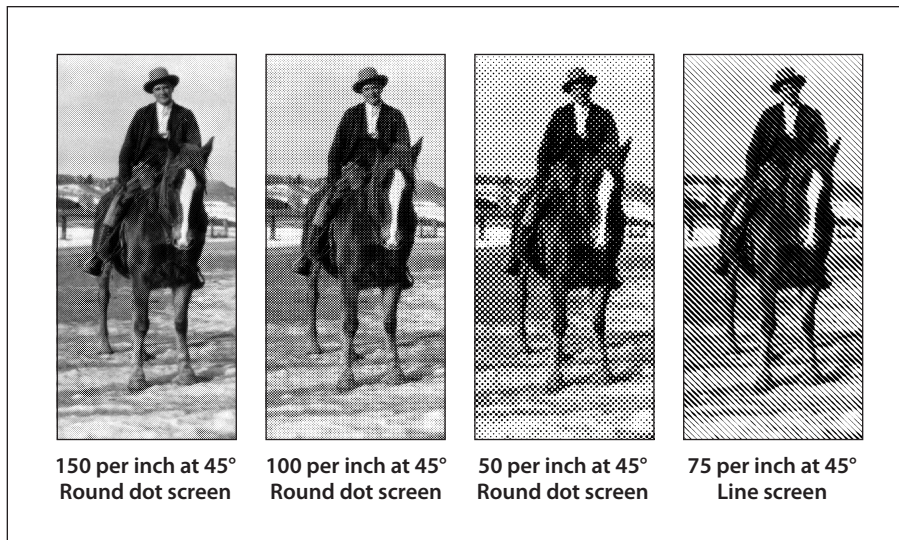 150 per inch at 45°
Round dot screen
100 per inch at 45°
Round dot screen
50 per inch at 45°
Round dot screen
75 per inch at 45°
Line screen